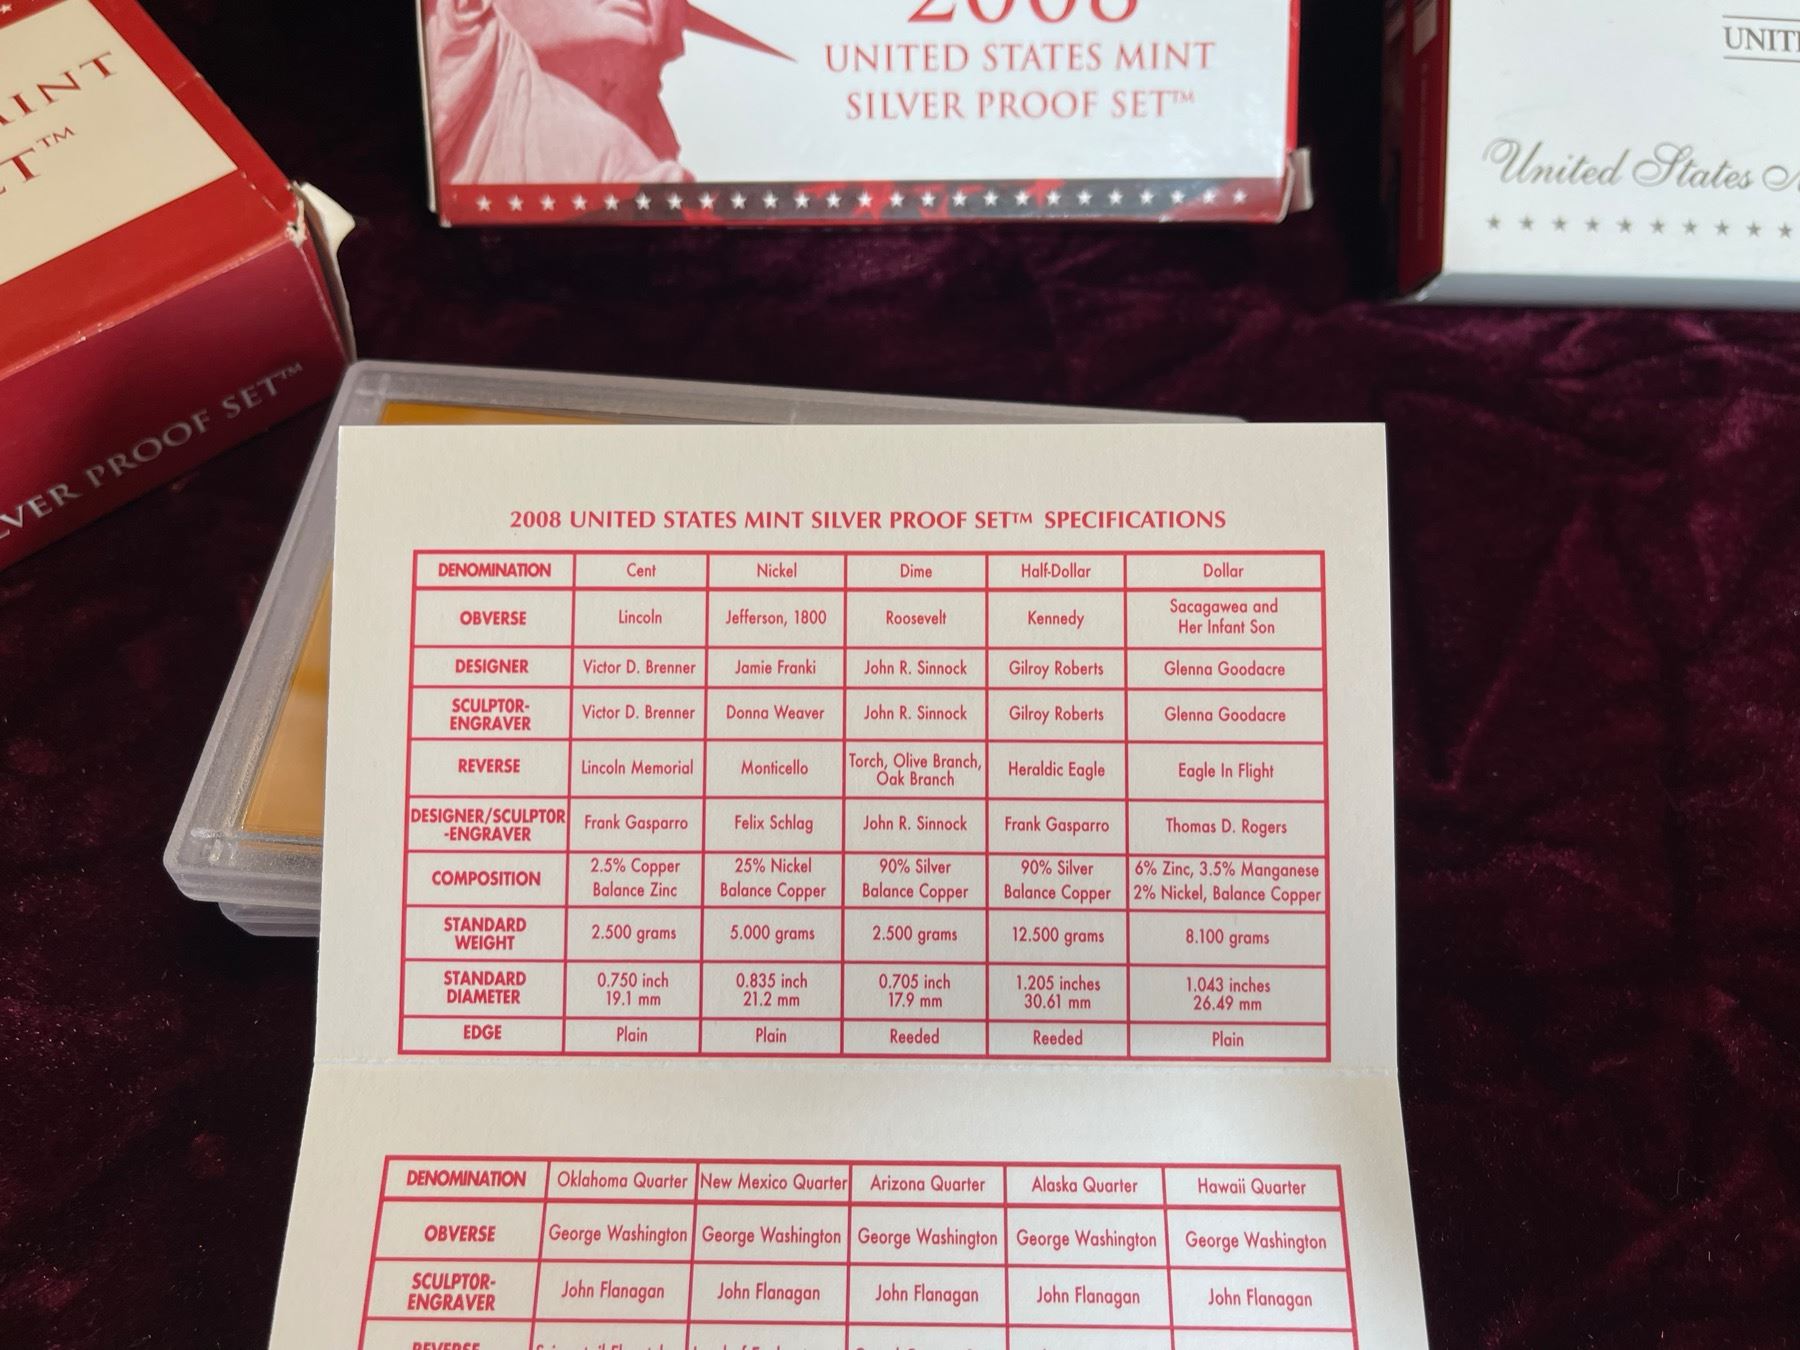 2008
UNITED STATES MINT
SILVER PROOF SET™
UNIT
United States
MINT
T™
VER PROOF SET™
2008 UNITED STATES MINT SILVER PROOF SET™ SPECIFICATIONS
DENOMINATION Cent Nickel Dime Half-Dollar Dollar
OBVERSE Lincoln Jefferson, 1800 Roosevelt Kennedy Sacagawea and
Her Infant Son
DESIGNER Victor D. Brenner Jamie Franki John R. Sinnock Gilroy Roberts Glenna Goodacre
SCULPTOR-
ENGRAVER Victor D. Brenner Donna Weaver John R. Sinnock Gilroy Roberts Glenna Goodacre
REVERSE Lincoln Memorial Monticello Torch, Olive Branch,
Oak Branch Heraldic Eagle Eagle In Flight
DESIGNER/SCULPTOR
-ENGRAVER Frank Gasparro Felix Schlag John R. Sinnock Frank Gasparro Thomas D. Rogers
COMPOSITION 2.5% Copper 25% Nickel 90% Silver 90% Silver 6% Zinc, 3.5% Manganese
Balance Zinc Balance Copper Balance Copper Balance Copper 2% Nickel, Balance Copper
STANDARD
WEIGHT 2.500 grams 5.000 grams 2.500 grams 12.500 grams 8.100 grams
STANDARD 0.750 inch 0.835 inch 0.705 inch 1.205 inches 1.043 inches
DIAMETER 19.1 mm 21.2 mm 17.9 mm 30.61 mm 26.49 mm
EDGE Plain Plain Reeded Reeded Plain
DENOMINATION Oklahoma Quarter New Mexico Quarter Arizona Quarter Alaska Quarter Hawaii Quarter
OBVERSE George Washington George Washington George Washington George Washington George Washington
SCULPTOR-
ENGRAVER John Flanagan John Flanagan John Flanagan John Flanagan John Flanagan
REVERSE